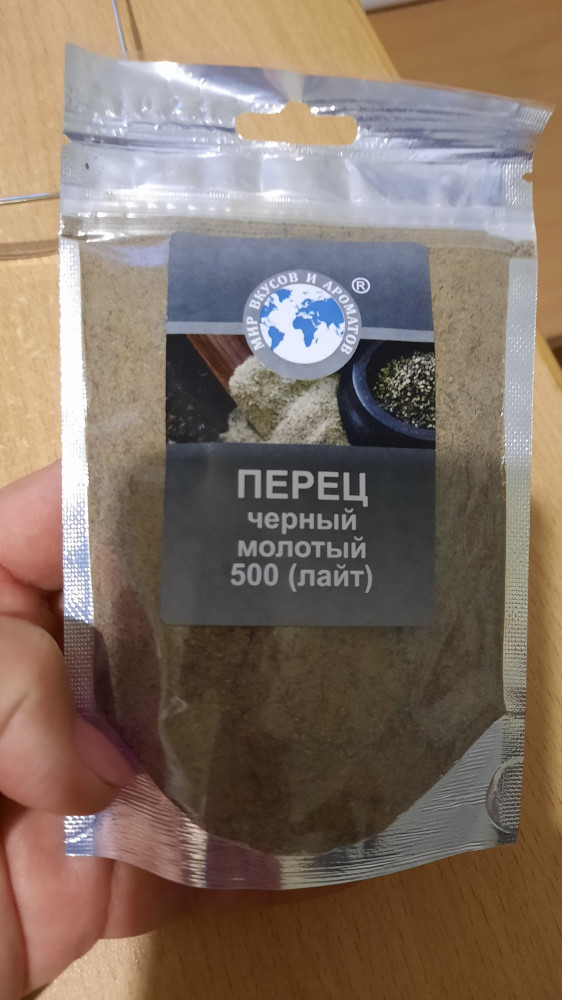 МИР ВКУСОВ И АРОМАТОВ ®
ПЕРЕЦ
черный
молотый
500 (лайт)